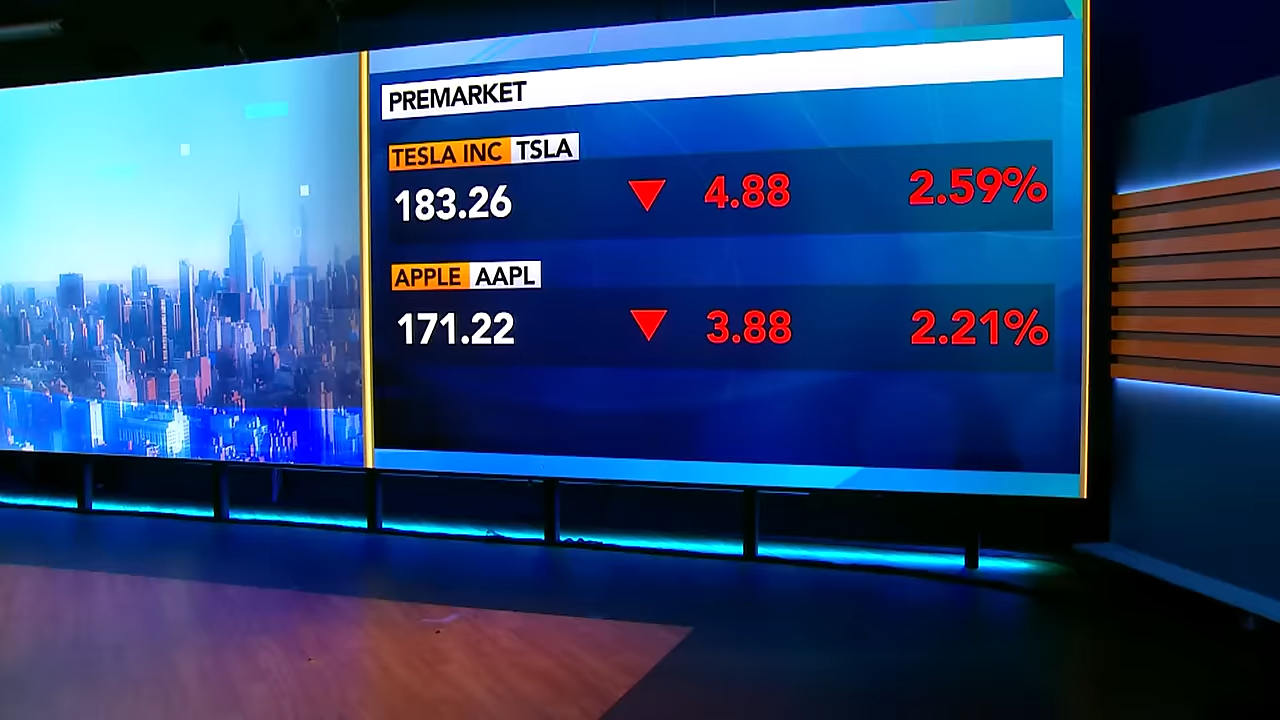 PREMARKET
TESLA INC TSLA
183.26 ▼ 4.88 2.59%
APPLE AAPL
171.22 ▼ 3.88 2.21%